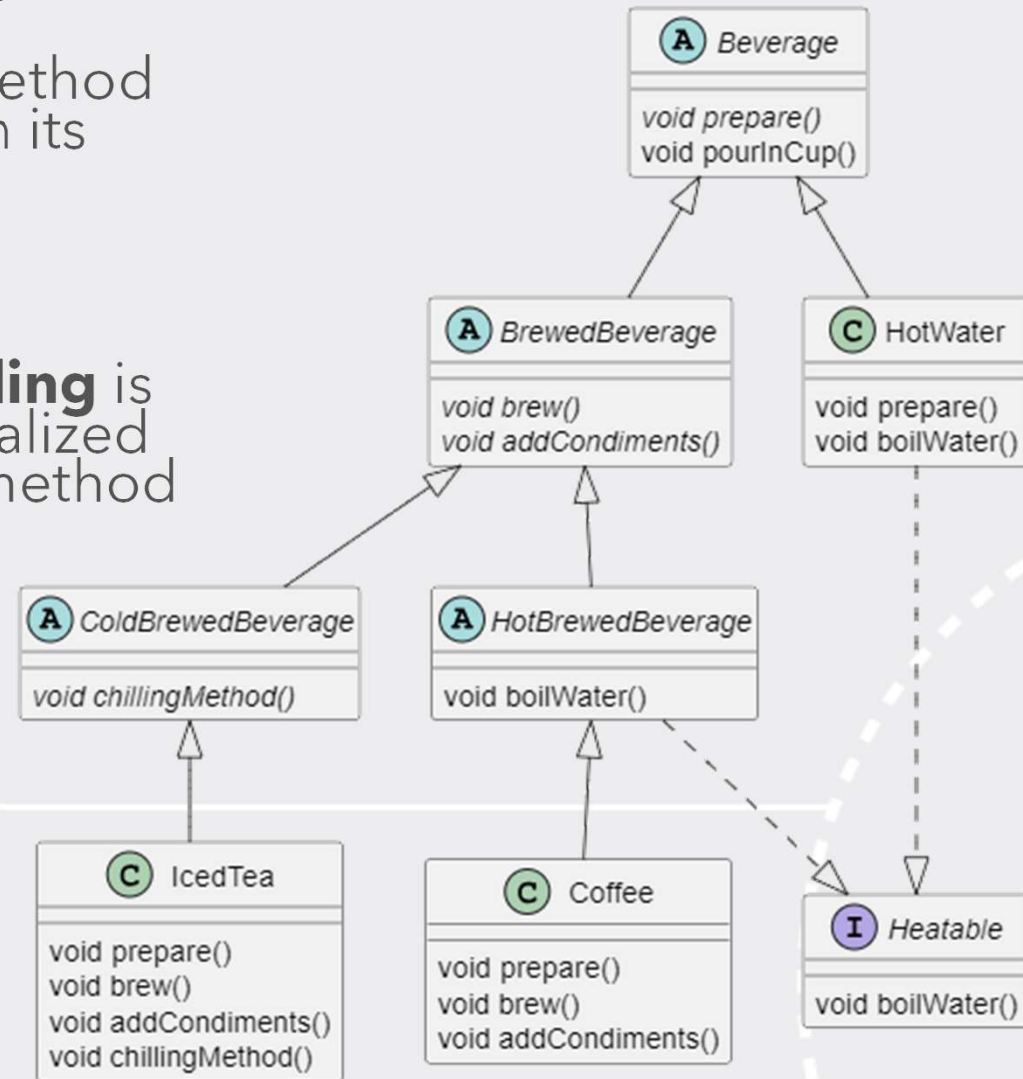 ethod
its
ling is
alized
method
A Beverage
void prepare()
void pourInCup()
A BrewedBeverage
void brew()
void addCondiments()
C HotWater
void prepare()
void boilWater()
A ColdBrewedBeverage
void chillingMethod()
A HotBrewedBeverage
void boilWater()
C IcedTea
void prepare()
void brew()
void addCondiments()
void chillingMethod()
C Coffee
void prepare()
void brew()
void addCondiments()
I Heatable
void boilWater()